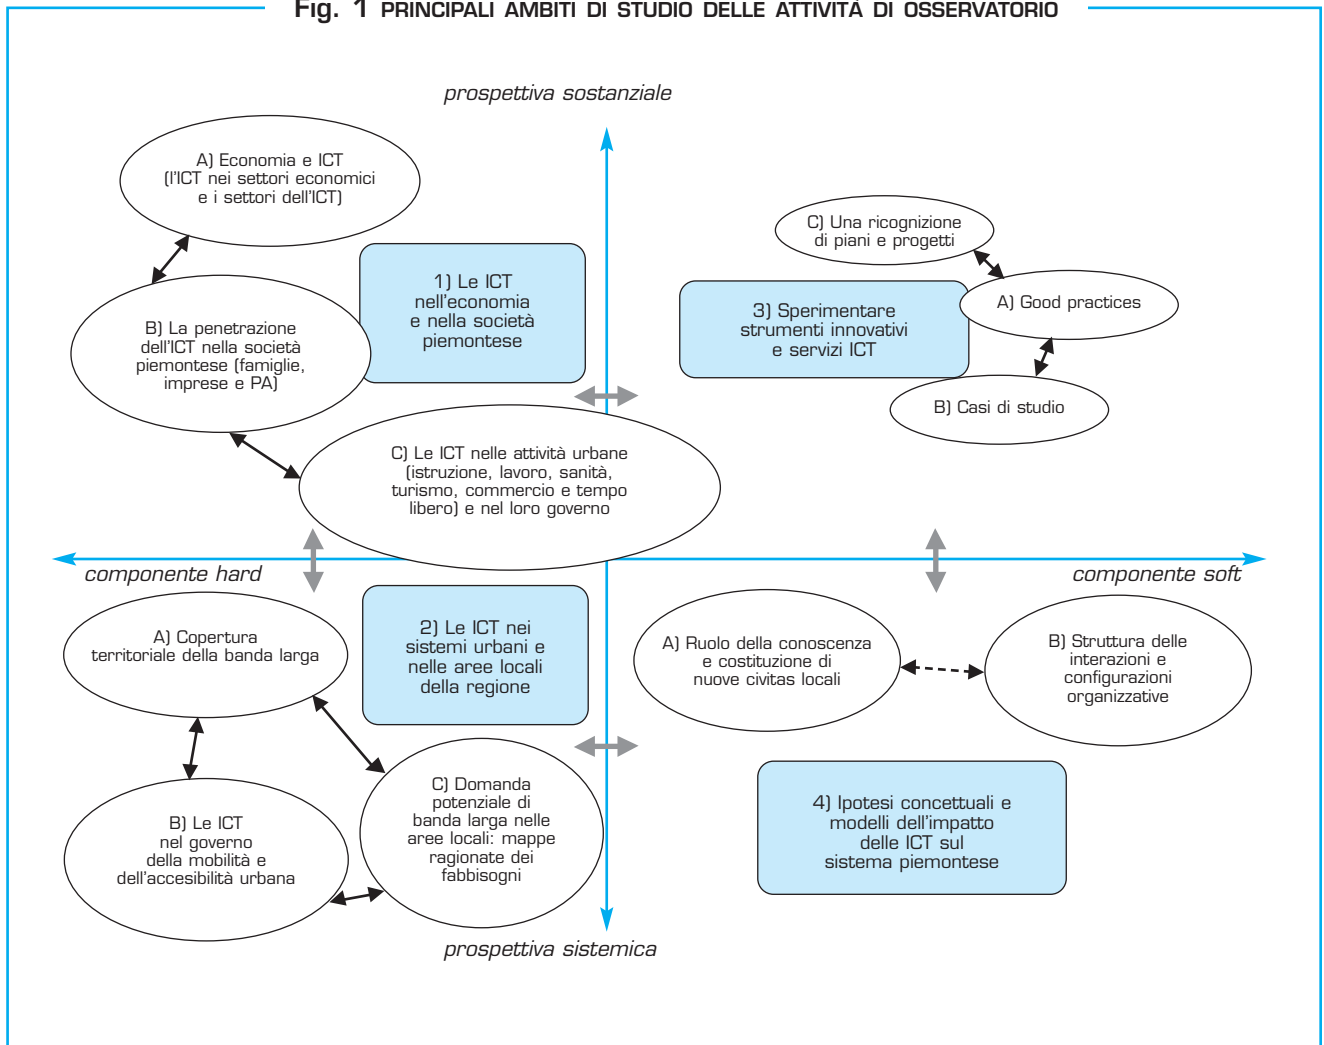 Fig. 1 PRINCIPALI AMBITI DI STUDIO DELLE ATTIVITÀ DI OSSERVATORIO
prospettiva sostanziale
A) Economia e ICT
(l'ICT nei settori economici
e i settori dell'ICT)
1) Le ICT
nell'economia
e nella società
piemontese
B) La penetrazione
dell'ICT nella società
piemontese (famiglie,
imprese e PA)
C) Le ICT nelle attività urbane
(istruzione, lavoro, sanità,
turismo, commercio e tempo
libero) e nel loro governo
C) Una ricognizione
di piani e progetti
3) Sperimentare
strumenti innovativi
e servizi ICT
A) Good practices
B) Casi di studio
componente hard
componente soft
A) Copertura
territoriale della banda larga
2) Le ICT nei
sistemi urbani e
nelle aree locali
della regione
B) Le ICT
nel governo
della mobilità e
dell'accesibilità urbana
C) Domanda
potenziale di
banda larga nelle
aree locali: mappe
ragionate dei
fabbisogni
A) Ruolo della conoscenza
e costituzione di
nuove civitas locali
B) Struttura delle
interazioni e
configurazioni
organizzative
4) Ipotesi concettuali e
modelli dell'impatto
delle ICT sul
sistema piemontese
prospettiva sistemica